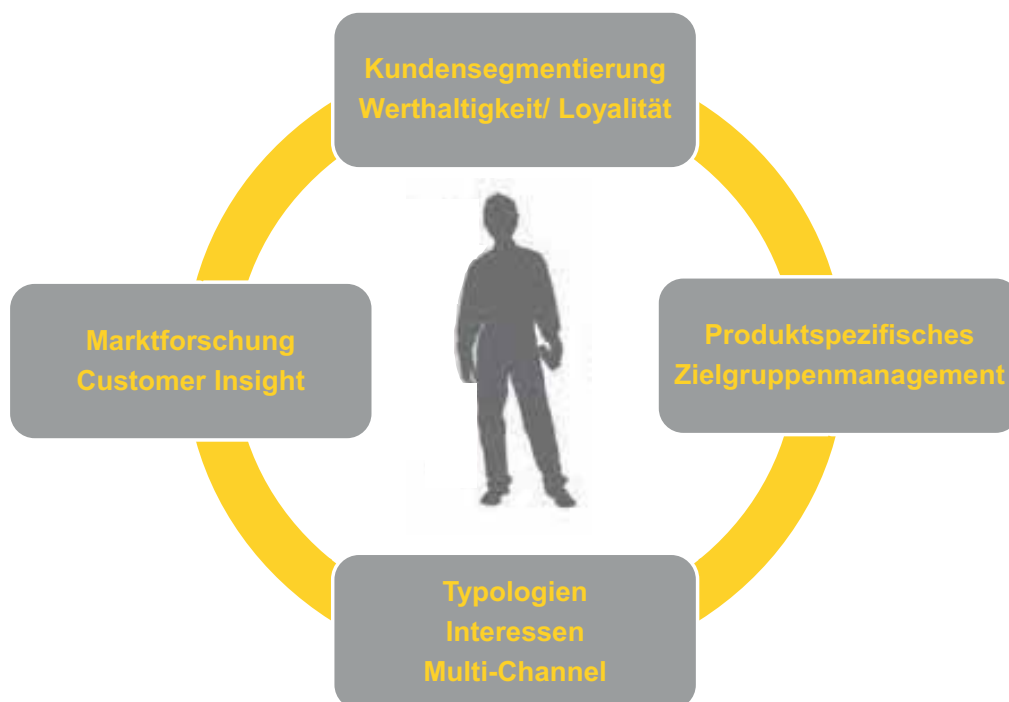 Kundensegmentierung
Werthaltigkeit/ Loyalität
Marktforschung
Customer Insight
Produktspezifisches
Zielgruppenmanagement
Typologien
Interessen
Multi-Channel